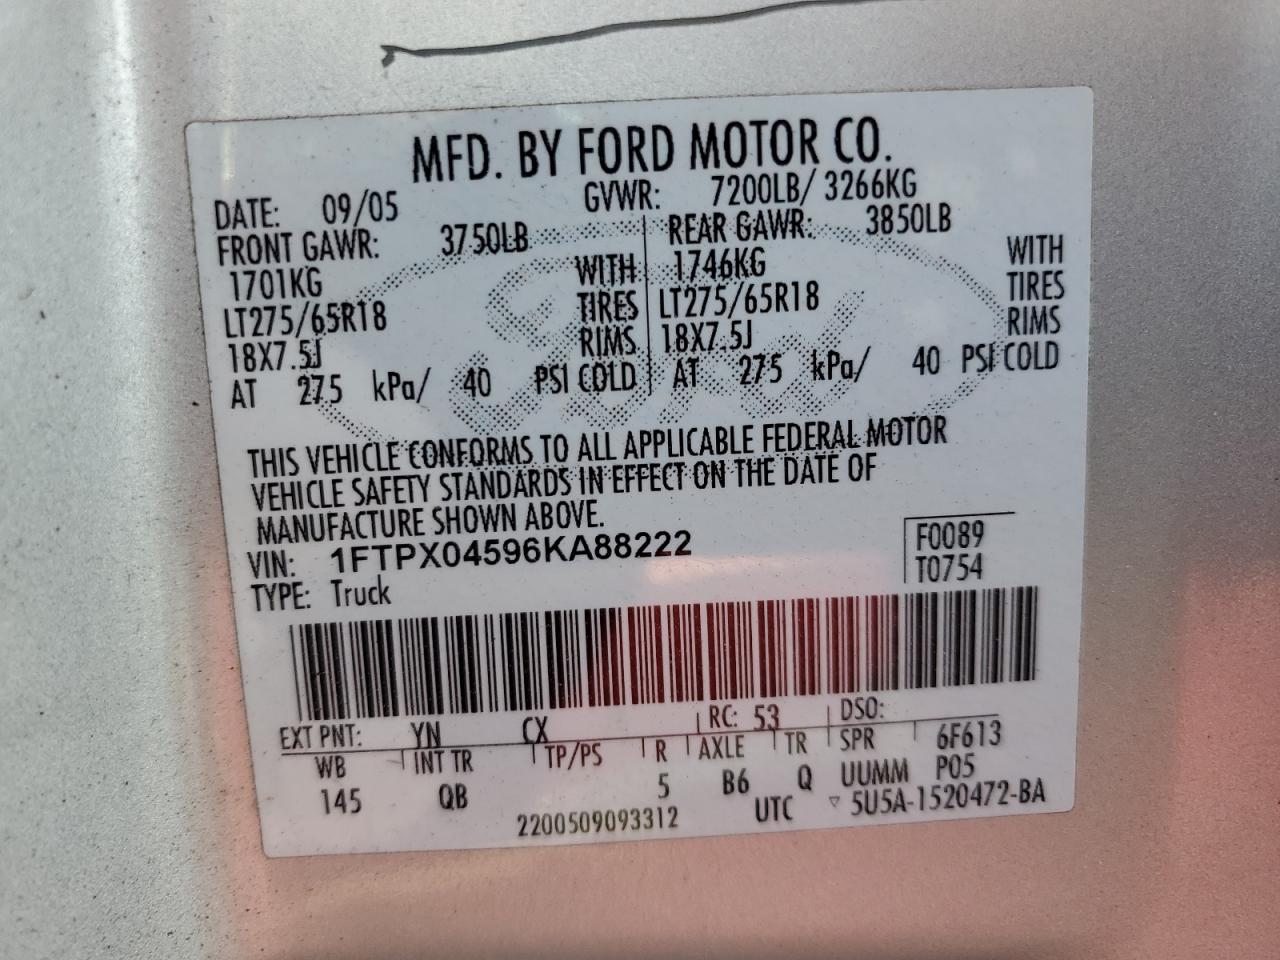 MFD. BY FORD MOTOR CO.
DATE: 09/05 GVWR: 7200LB/ 3266KG
FRONT GAWR: 3750LB REAR GAWR: 3850LB
1701KG WITH 1746KG WITH
LT275/65R18 TIRES LT275/65R18 TIRES
18X7.5J RIMS 18X7.5J RIMS
AT 275 kPa/ 40 PSI COLD AT 275 kPa/ 40 PSI COLD
THIS VEHICLE CONFORMS TO ALL APPLICABLE FEDERAL MOTOR
VEHICLE SAFETY STANDARDS IN EFFECT ON THE DATE OF
MANUFACTURE SHOWN ABOVE.
VIN: 1FTPX04596KA88222 F0089
TYPE: Truck T0754
EXT PNT: YN CX RC: 53 DSO:
WB INT TR TP/PS R AXLE TR SPR 6F613
145 QB 5 B6 Q UUMM P05
2200509093312 UTC ▽ 5U5A-1520472-BA